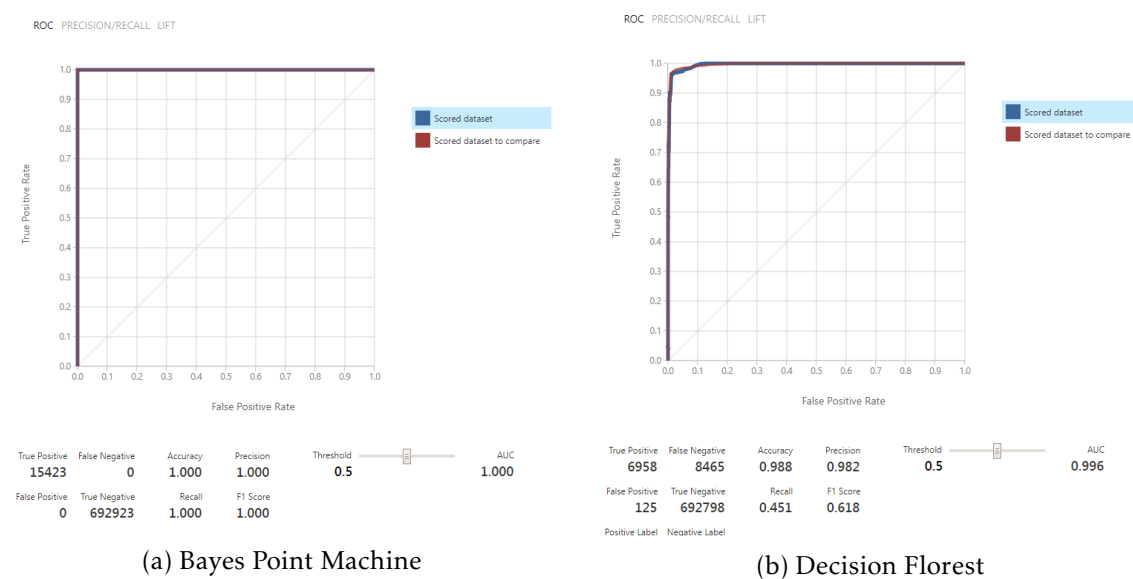 ROC PRECISION/RECALL LIFT
1.0
0.9
0.8
0.7
0.6
0.5
0.4
0.3
0.2
0.1
0.0
True Positive Rate
0.0 0.1 0.2 0.3 0.4 0.5 0.6 0.7 0.8 0.9 1.0
False Positive Rate
Scored dataset
Scored dataset to compare
True Positive False Negative Accuracy Precision Threshold AUC
15423 0 1.000 1.000 0.5 1.000
False Positive True Negative Recall F1 Score
0 692923 1.000 1.000
(a) Bayes Point Machine
ROC PRECISION/RECALL LIFT
1.0
0.9
0.8
0.7
0.6
0.5
0.4
0.3
0.2
0.1
0.0
True Positive Rate
0.0 0.1 0.2 0.3 0.4 0.5 0.6 0.7 0.8 0.9 1.0
False Positive Rate
Scored dataset
Scored dataset to compare
True Positive False Negative Accuracy Precision Threshold AUC
6958 8465 0.988 0.982 0.5 0.996
False Positive True Negative Recall F1 Score
125 692798 0.451 0.618
Positive Label Negative Label
(b) Decision Florest